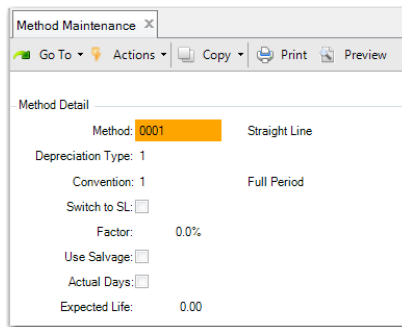 Method Maintenance X
Go To Actions Copy Print Preview
Method Detail
Method: 0001 Straight Line
Depreciation Type: 1
Convention: 1 Full Period
Switch to SL:
Factor: 0.0%
Use Salvage:
Actual Days:
Expected Life: 0.00